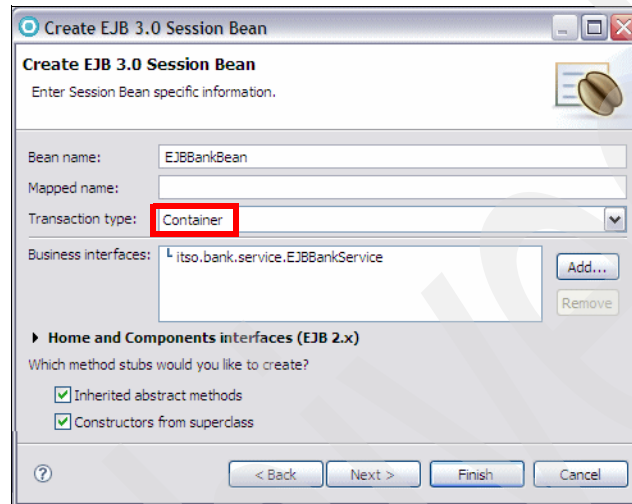 Create EJB 3.0 Session Bean
Create EJB 3.0 Session Bean
Enter Session Bean specific information.
Bean name: EJBBankBean
Mapped name:
Transaction type: Container
Business interfaces: L itso.bank.service.EJBBankService
Add...
Remove
Home and Components interfaces (EJB 2.x)
Which method stubs would you like to create?
Inherited abstract methods
Constructors from superclass
? < Back Next > Finish Cancel